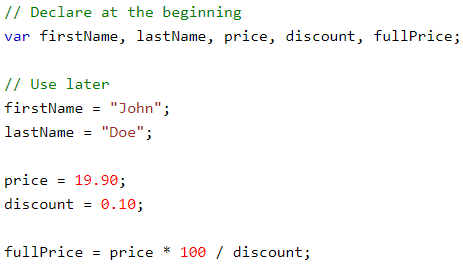 // Declare at the beginning
var firstName, lastName, price, discount, fullPrice;
// Use later
firstName = "John";
lastName = "Doe";
price = 19.90;
discount = 0.10;
fullPrice = price * 100 / discount;